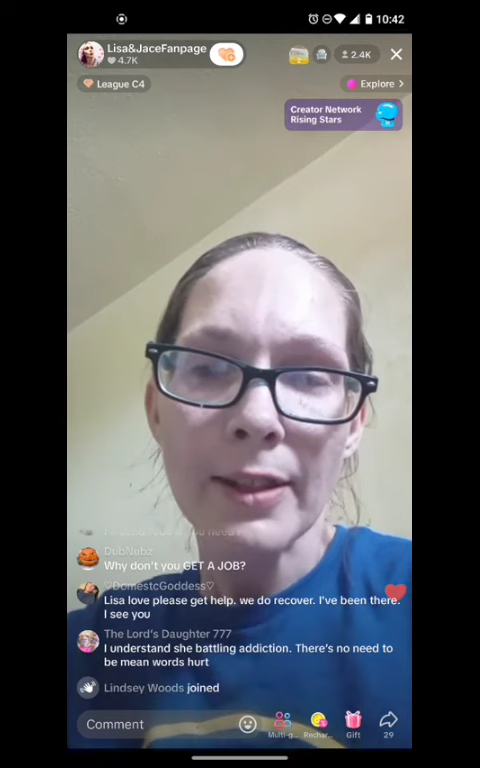 10:42
Lisa&JaceFanpage
4.7K
2.4K
League C4
Explore >
Creator Network
Rising Stars
DubNubz
Why don't you GET A JOB?
♡DomestcGoddess♡
Lisa love please get help. we do recover. I've been there.
I see you
The Lord's Daughter 777
I understand she battling addiction. There's no need to
be mean words hurt
Lindsey Woods joined
Comment
Multi-g...
Rechar...
Gift
29